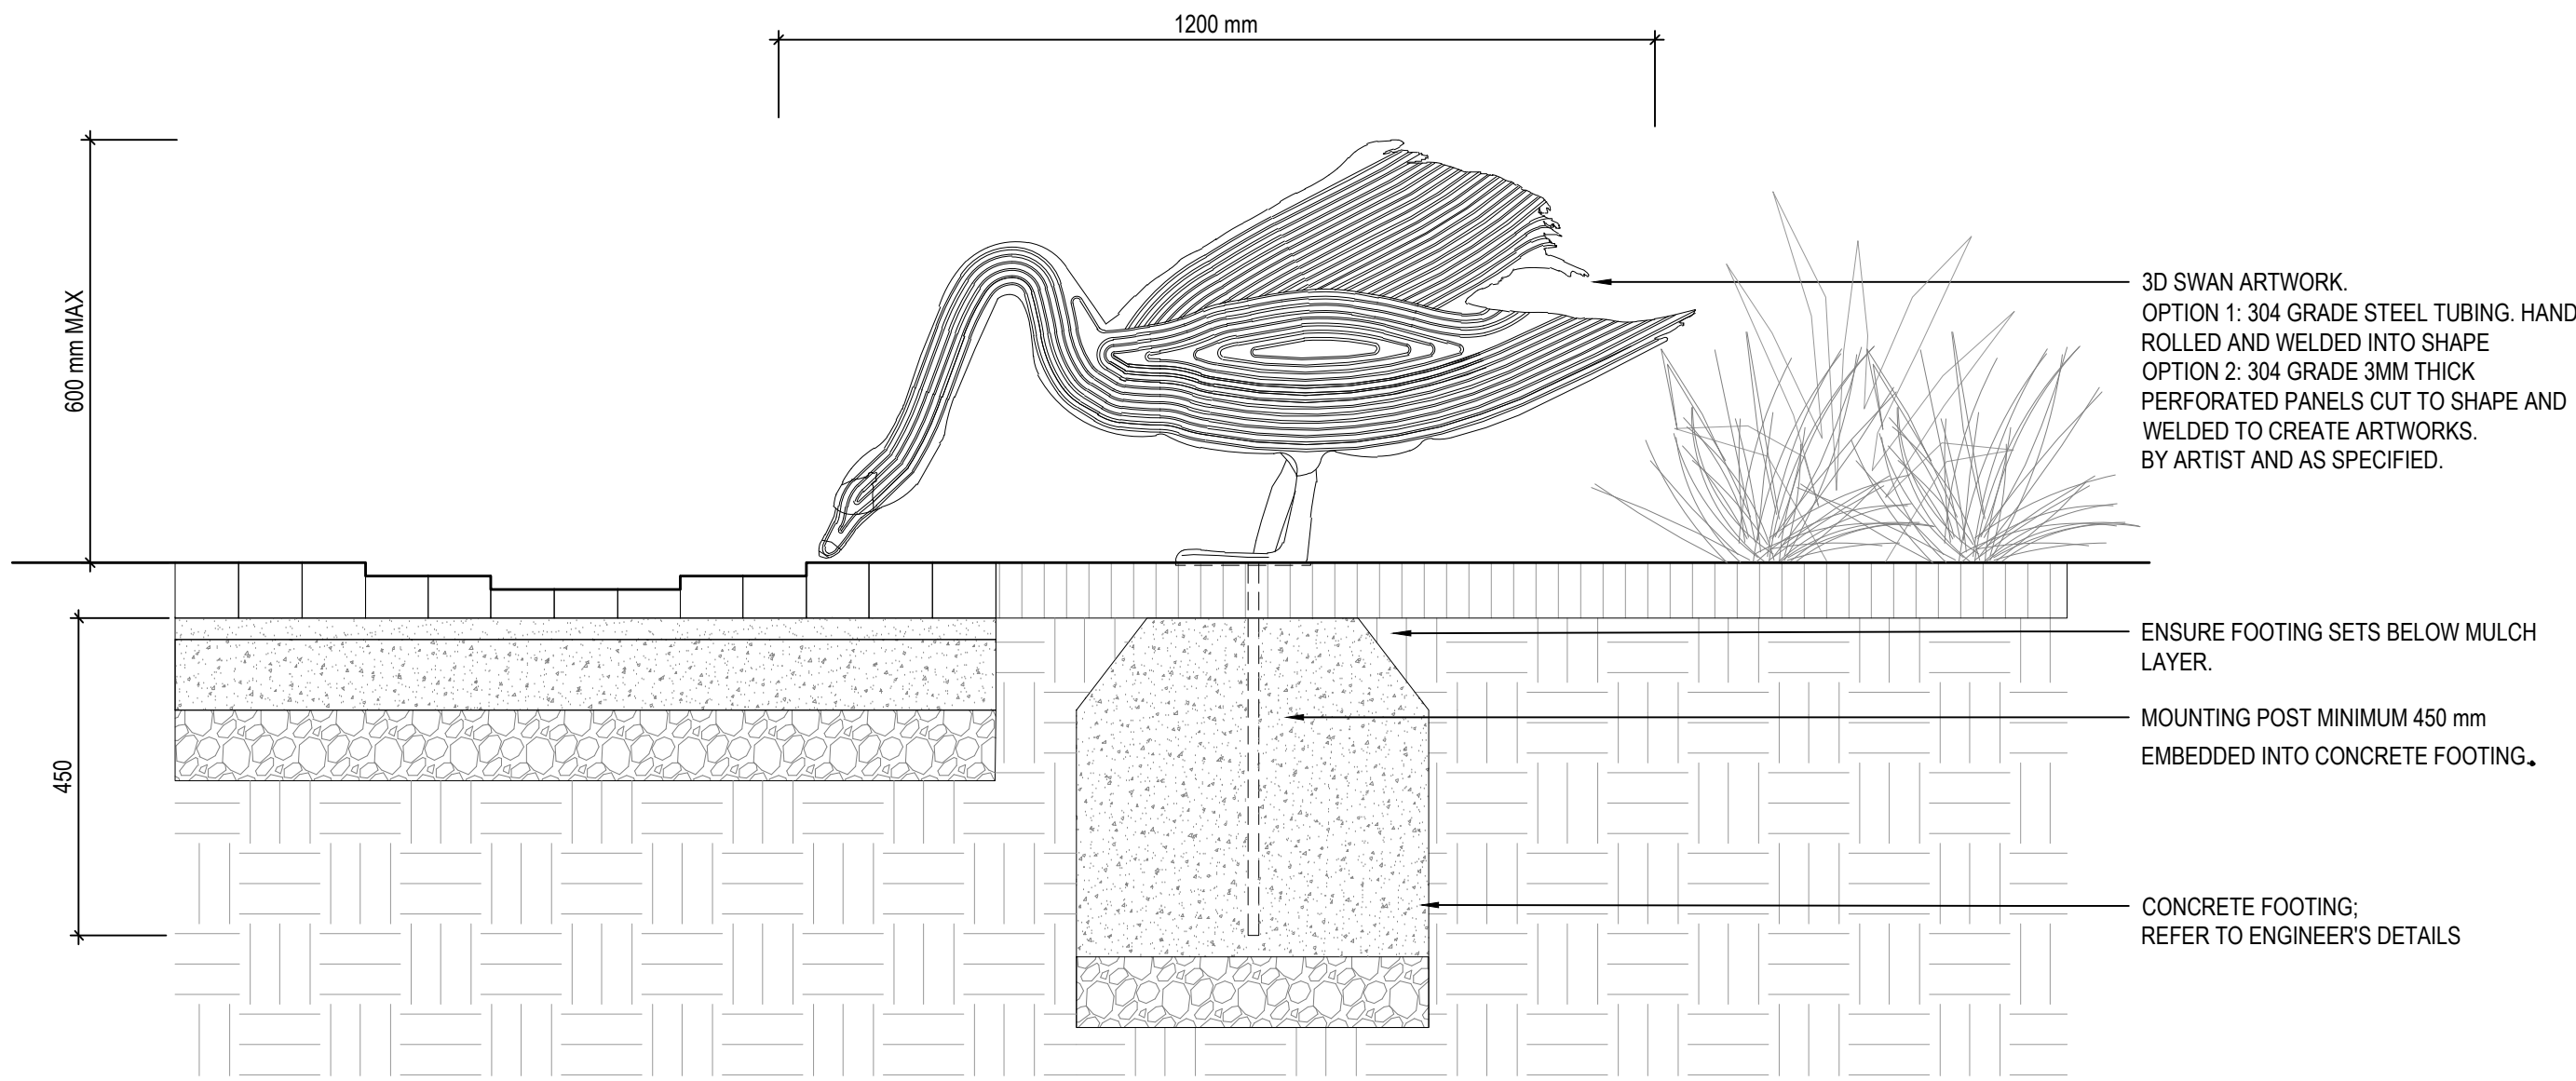 1200 mm
600 mm MAX
3D SWAN ARTWORK.
OPTION 1: 304 GRADE STEEL TUBING. HAND
ROLLED AND WELDED INTO SHAPE
OPTION 2: 304 GRADE 3MM THICK
PERFORATED PANELS CUT TO SHAPE AND
WELDED TO CREATE ARTWORKS.
BY ARTIST AND AS SPECIFIED.
ENSURE FOOTING SETS BELOW MULCH
LAYER.
MOUNTING POST MINIMUM 450 mm
EMBEDDED INTO CONCRETE FOOTING.
450
CONCRETE FOOTING;
REFER TO ENGINEER'S DETAILS